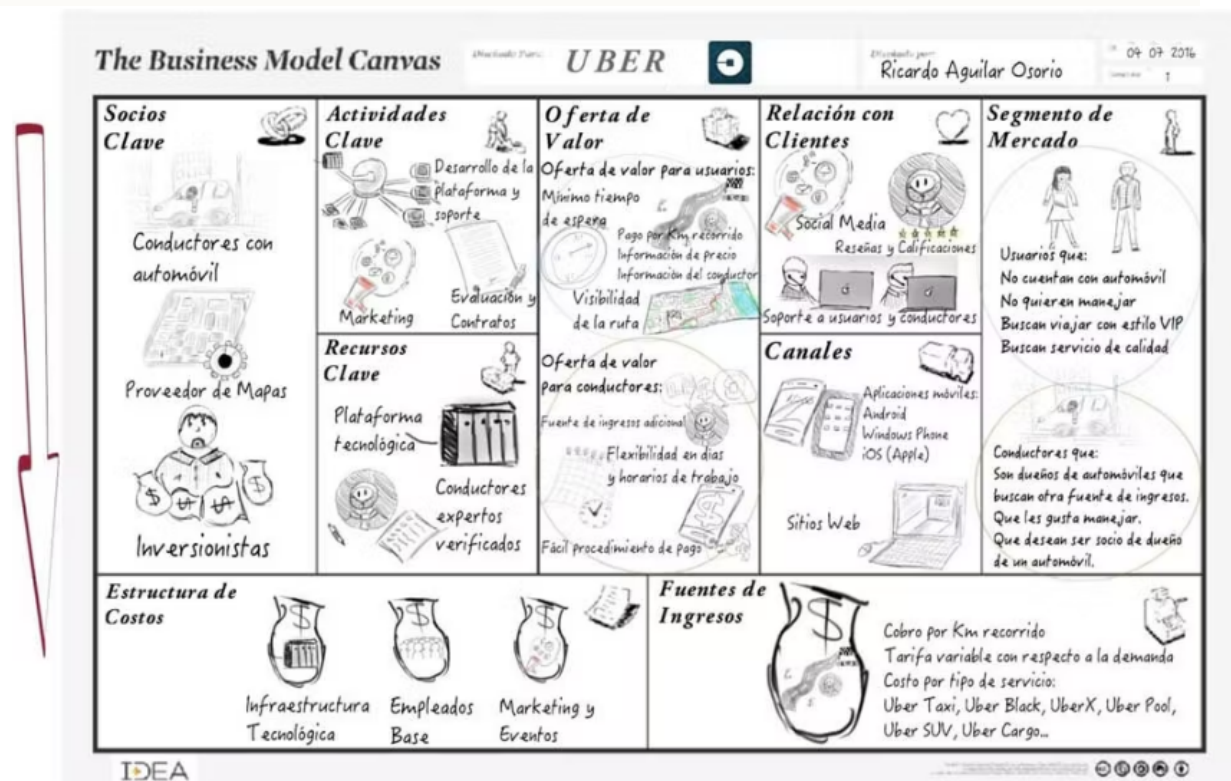 The Business Model Canvas
UBER
Ricardo Aguilar Osorio
04 07 2016
1
Socios
Clave
Conductores con
automóvil
Proveedor de Mapas
Inversionistas
Actividades
Clave
Desarrollo de la
plataforma y
soporte
Marketing
Evaluación y
Contratos
Recursos
Clave
Plataforma
tecnológica
Conductores
expertos
verificados
Oferta de
Valor
Oferta de valor para usuarios:
Mínimo tiempo
de espera
Pago por Km recorrido
Información de precio
Información del conductor
Visibilidad
de la ruta
Oferta de valor
para conductores:
Fuente de ingresos adicional
Flexibilidad en días
y horarios de trabajo
Fácil procedimiento de pago
Relación con
Clientes
Social Media
Reseñas y Calificaciones
Soporte a usuarios y conductores
Canales
Aplicaciones móviles:
Android
Windows Phone
iOS (Apple)
Sitios Web
Segmento de
Mercado
Usuarios que:
No cuentan con automóvil
No quieren manejar
Buscan viajar con estilo VIP
Buscan servicio de calidad
Conductores que:
Son dueños de automóviles que
buscan otra fuente de ingresos.
Que les gusta manejar.
Que desean ser socio de dueño
de un automóvil.
Estructura de
Costos
Infraestructura
Tecnológica
Empleados
Base
Marketing y
Eventos
Fuentes de
Ingresos
Cobro por Km recorrido
Tarifa variable con respecto a la demanda
Costo por tipo de servicio:
Uber Taxi, Uber Black, UberX, Uber Pool,
Uber SUV, Uber Cargo...
IDEA